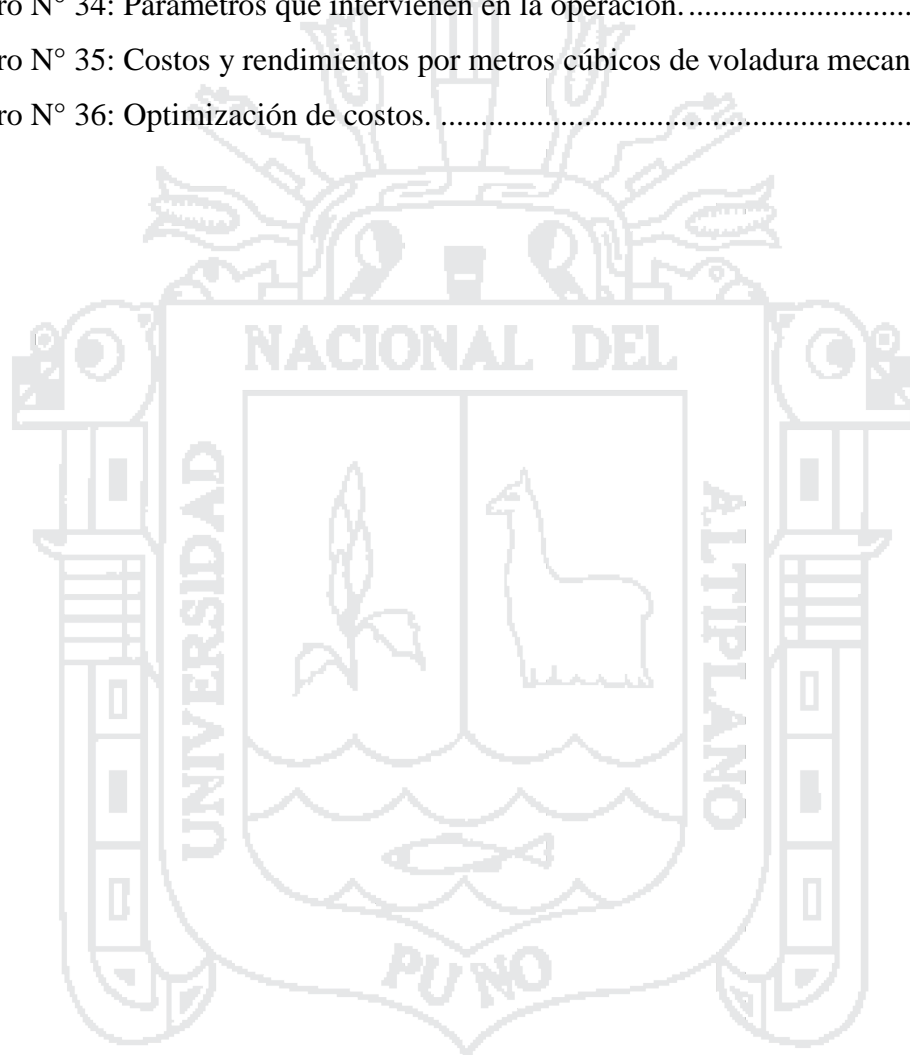 ro N° 34: Parámetros que intervienen en la operación. ............................
ro N° 35: Costos y rendimientos por metros cúbicos de voladura mecan
ro N° 36: Optimización de costos. ............................................................
NACIONAL DEL
UNIVERSIDAD
ALTIPLANO
PUNO